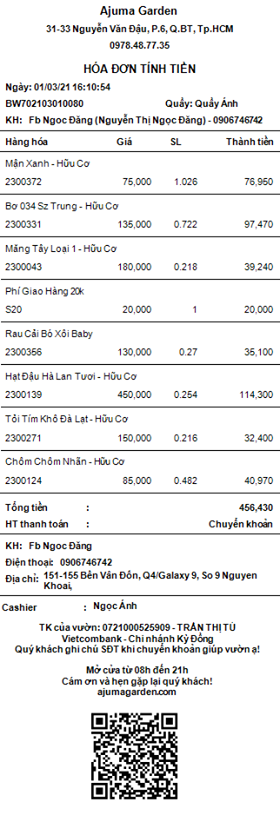 Ajuma Garden
31-33 Nguyễn Văn Đậu, P.6, Q.BT, Tp.HCM
0978.48.77.35
HÓA ĐƠN TÍNH TIỀN
Ngày: 01/03/21 16:10:54
BW702103010080 Quầy: Quầy Ánh
KH: Fb Ngoc Đăng (Nguyễn Thị Ngọc Đăng) - 0906746742
Hàng hóa Giá SL Thành tiền
Mận Xanh - Hữu Cơ
2300372 75,000 1.026 76,950
Bơ 034 Sz Trung - Hữu Cơ
2300331 135,000 0.722 97,470
Măng Tây Loại 1 - Hữu Cơ
2300043 180,000 0.218 39,240
Phí Giao Hàng 20k
S20 20,000 1 20,000
Rau Cải Bó Xôi Baby
2300356 130,000 0.27 35,100
Hạt Đậu Hà Lan Tươi - Hữu Cơ
2300139 450,000 0.254 114,300
Tỏi Tím Khô Đà Lạt - Hữu Cơ
2300271 150,000 0.216 32,400
Chôm Chôm Nhãn - Hữu Cơ
2300124 85,000 0.482 40,970
Tổng tiền : 456,430
HT thanh toán : Chuyển khoản
KH: Fb Ngoc Đăng
Điện thoại: 0906746742
Địa chỉ: 151-155 Bến Vân Đồn, Q4/Galaxy 9, So 9 Nguyen
Khoai,
Cashier : Ngọc Ánh
TK của vườn: 0721000525909 - TRẦN THỊ TÚ
Vietcombank - Chi nhánh Kỳ Đồng
Quý khách ghi chú SĐT khi chuyển khoản giúp vườn ạ!
Mở cửa từ 08h đến 21h
Cám ơn và hẹn gặp lại quý khách!
ajumagarden.com